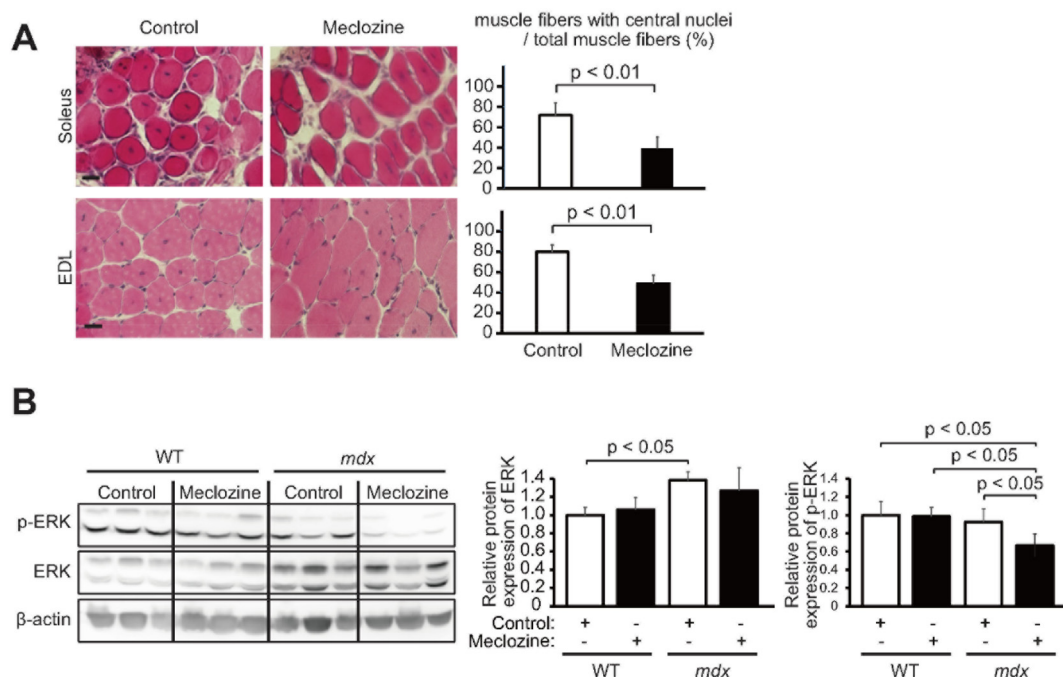 A
Control
Meclozine
muscle fibers with central nuclei
/ total muscle fibers (%)
Soleus
100
80
60
40
20
0
p < 0.01
EDL
100
80
60
40
20
0
p < 0.01
Control
Meclozine
B
WT
mdx
Control
Meclozine
Control
Meclozine
p-ERK
ERK
β-actin
Relative protein
expression of ERK
1.4
1.2
1.0
0.8
0.6
0.4
0.2
0
p < 0.05
Control: + - + -
Meclozine: - + - +
WT
mdx
Relative protein
expression of p-ERK
1.4
1.2
1.0
0.8
0.6
0.4
0.2
0
p < 0.05
p < 0.05
p < 0.05
+ - + -
- + - +
WT
mdx